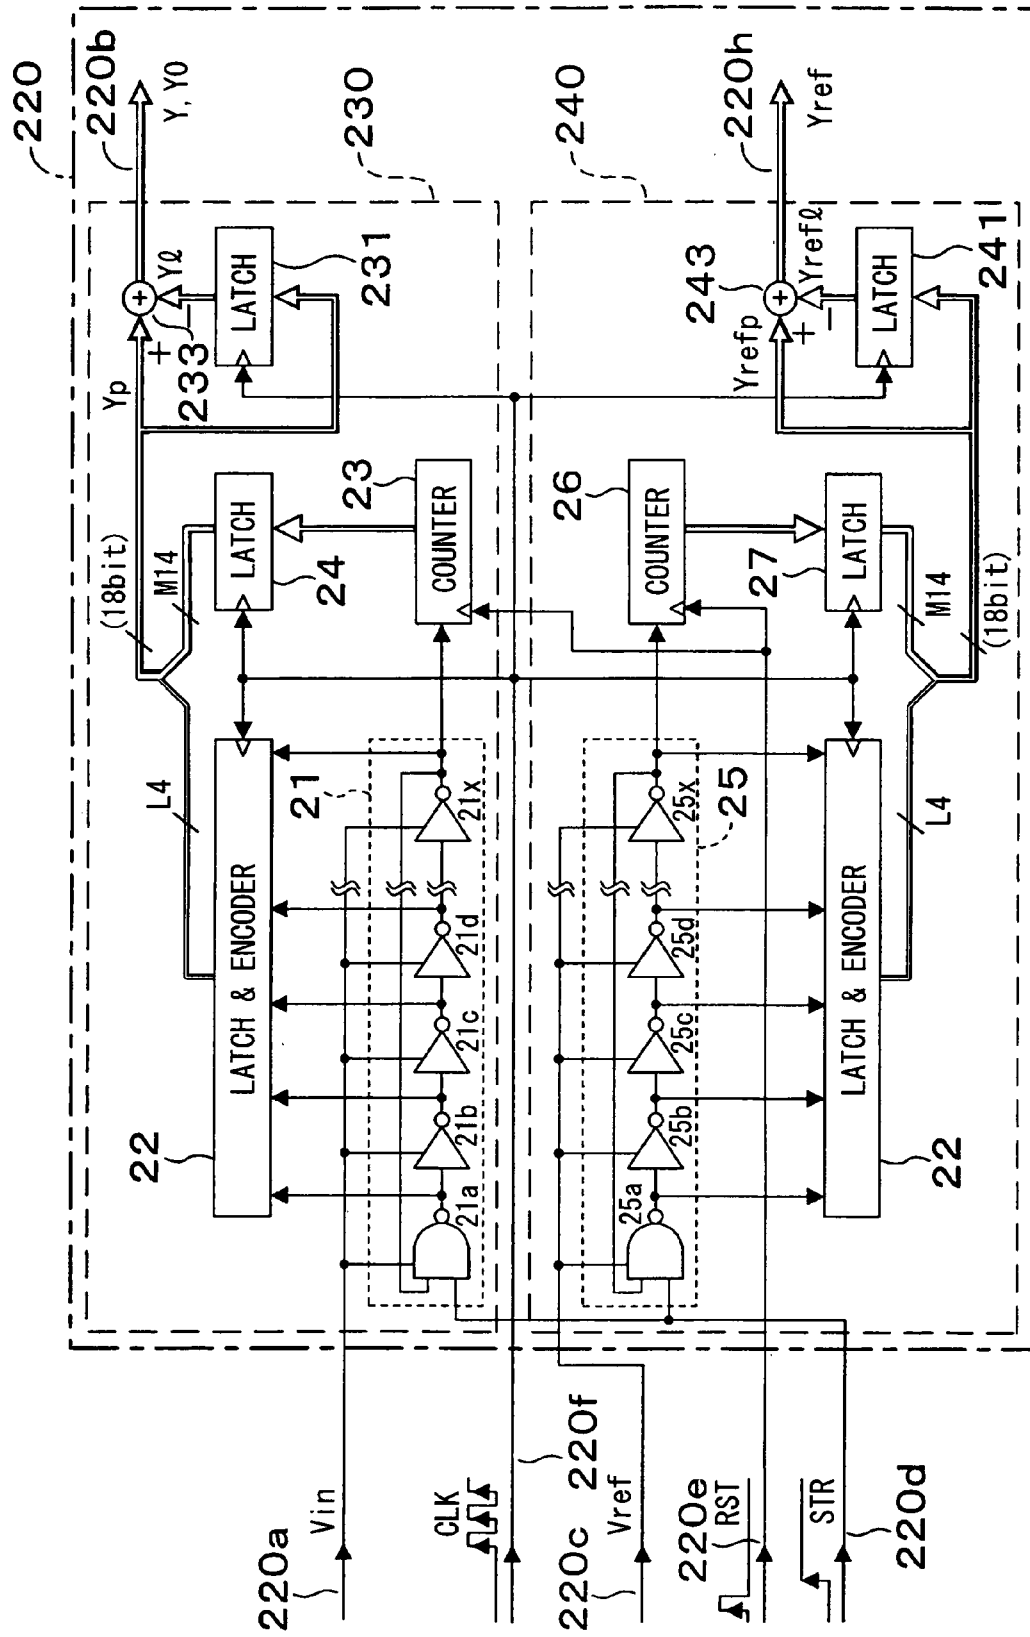 220
220b
Y, Y0
230
Yp
+
233
−
Yℓ
LATCH
231
(18bit)
M14
LATCH
24
COUNTER
23
L4
LATCH & ENCODER
22
21
21a
21b
21c
21d
21x
220a
Vin
CLK
220f
220c
Vref
220e
RST
STR
220d
240
25
25a
25b
25c
25d
25x
COUNTER
26
LATCH
27
M14
(18bit)
L4
LATCH & ENCODER
22
Yrefp
+
243
−
Yrefℓ
LATCH
241
220h
Yref